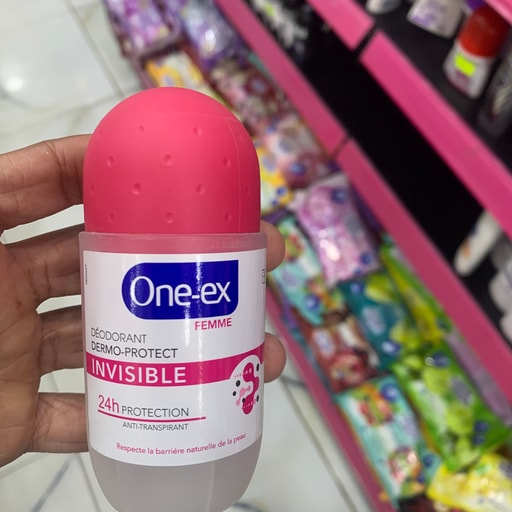 One-ex
FEMME
DÉODORANT
DERMO-PROTECT
INVISIBLE
24h PROTECTION
ANTI-TRANSPIRANT
Respecte la barrière naturelle de la peau